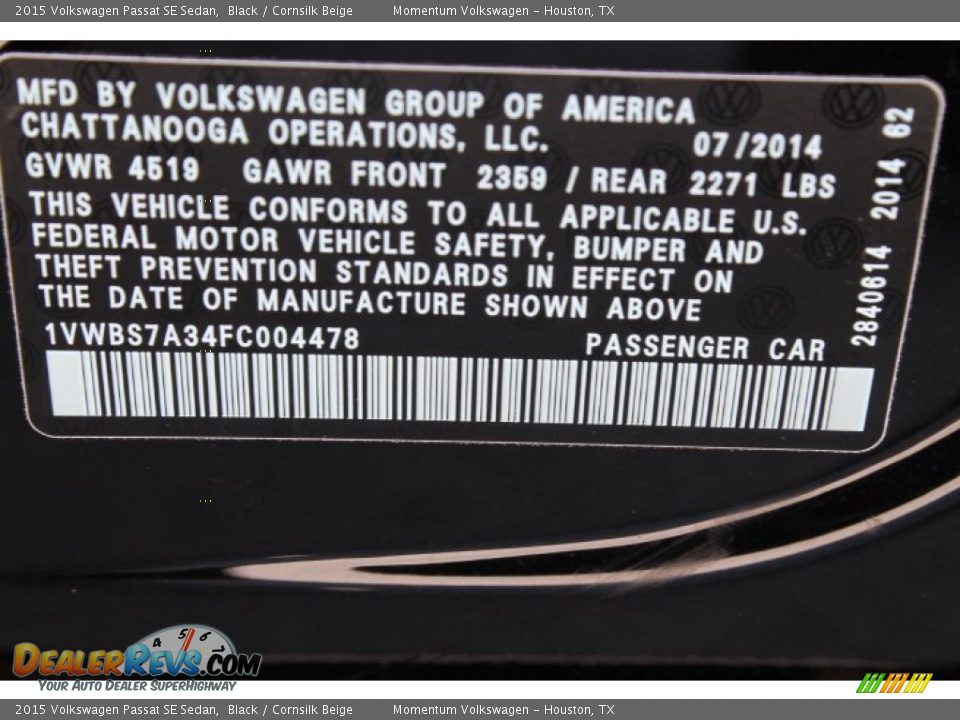 2015 Volkswagen Passat SE Sedan, Black / Cornsilk Beige Momentum Volkswagen - Houston, TX
MFD BY VOLKSWAGEN GROUP OF AMERICA
CHATTANOOGA OPERATIONS, LLC. 07/2014
GVWR 4519 GAWR FRONT 2359 / REAR 2271 LBS
THIS VEHICLE CONFORMS TO ALL APPLICABLE U.S.
FEDERAL MOTOR VEHICLE SAFETY, BUMPER AND
THEFT PREVENTION STANDARDS IN EFFECT ON
THE DATE OF MANUFACTURE SHOWN ABOVE
1VWBS7A34FC004478 PASSENGER CAR
2840614 2014 62
4 5 6
DEALERREVS.COM
YOUR AUTO DEALER SUPERHIGHWAY
2015 Volkswagen Passat SE Sedan, Black / Cornsilk Beige Momentum Volkswagen - Houston, TX